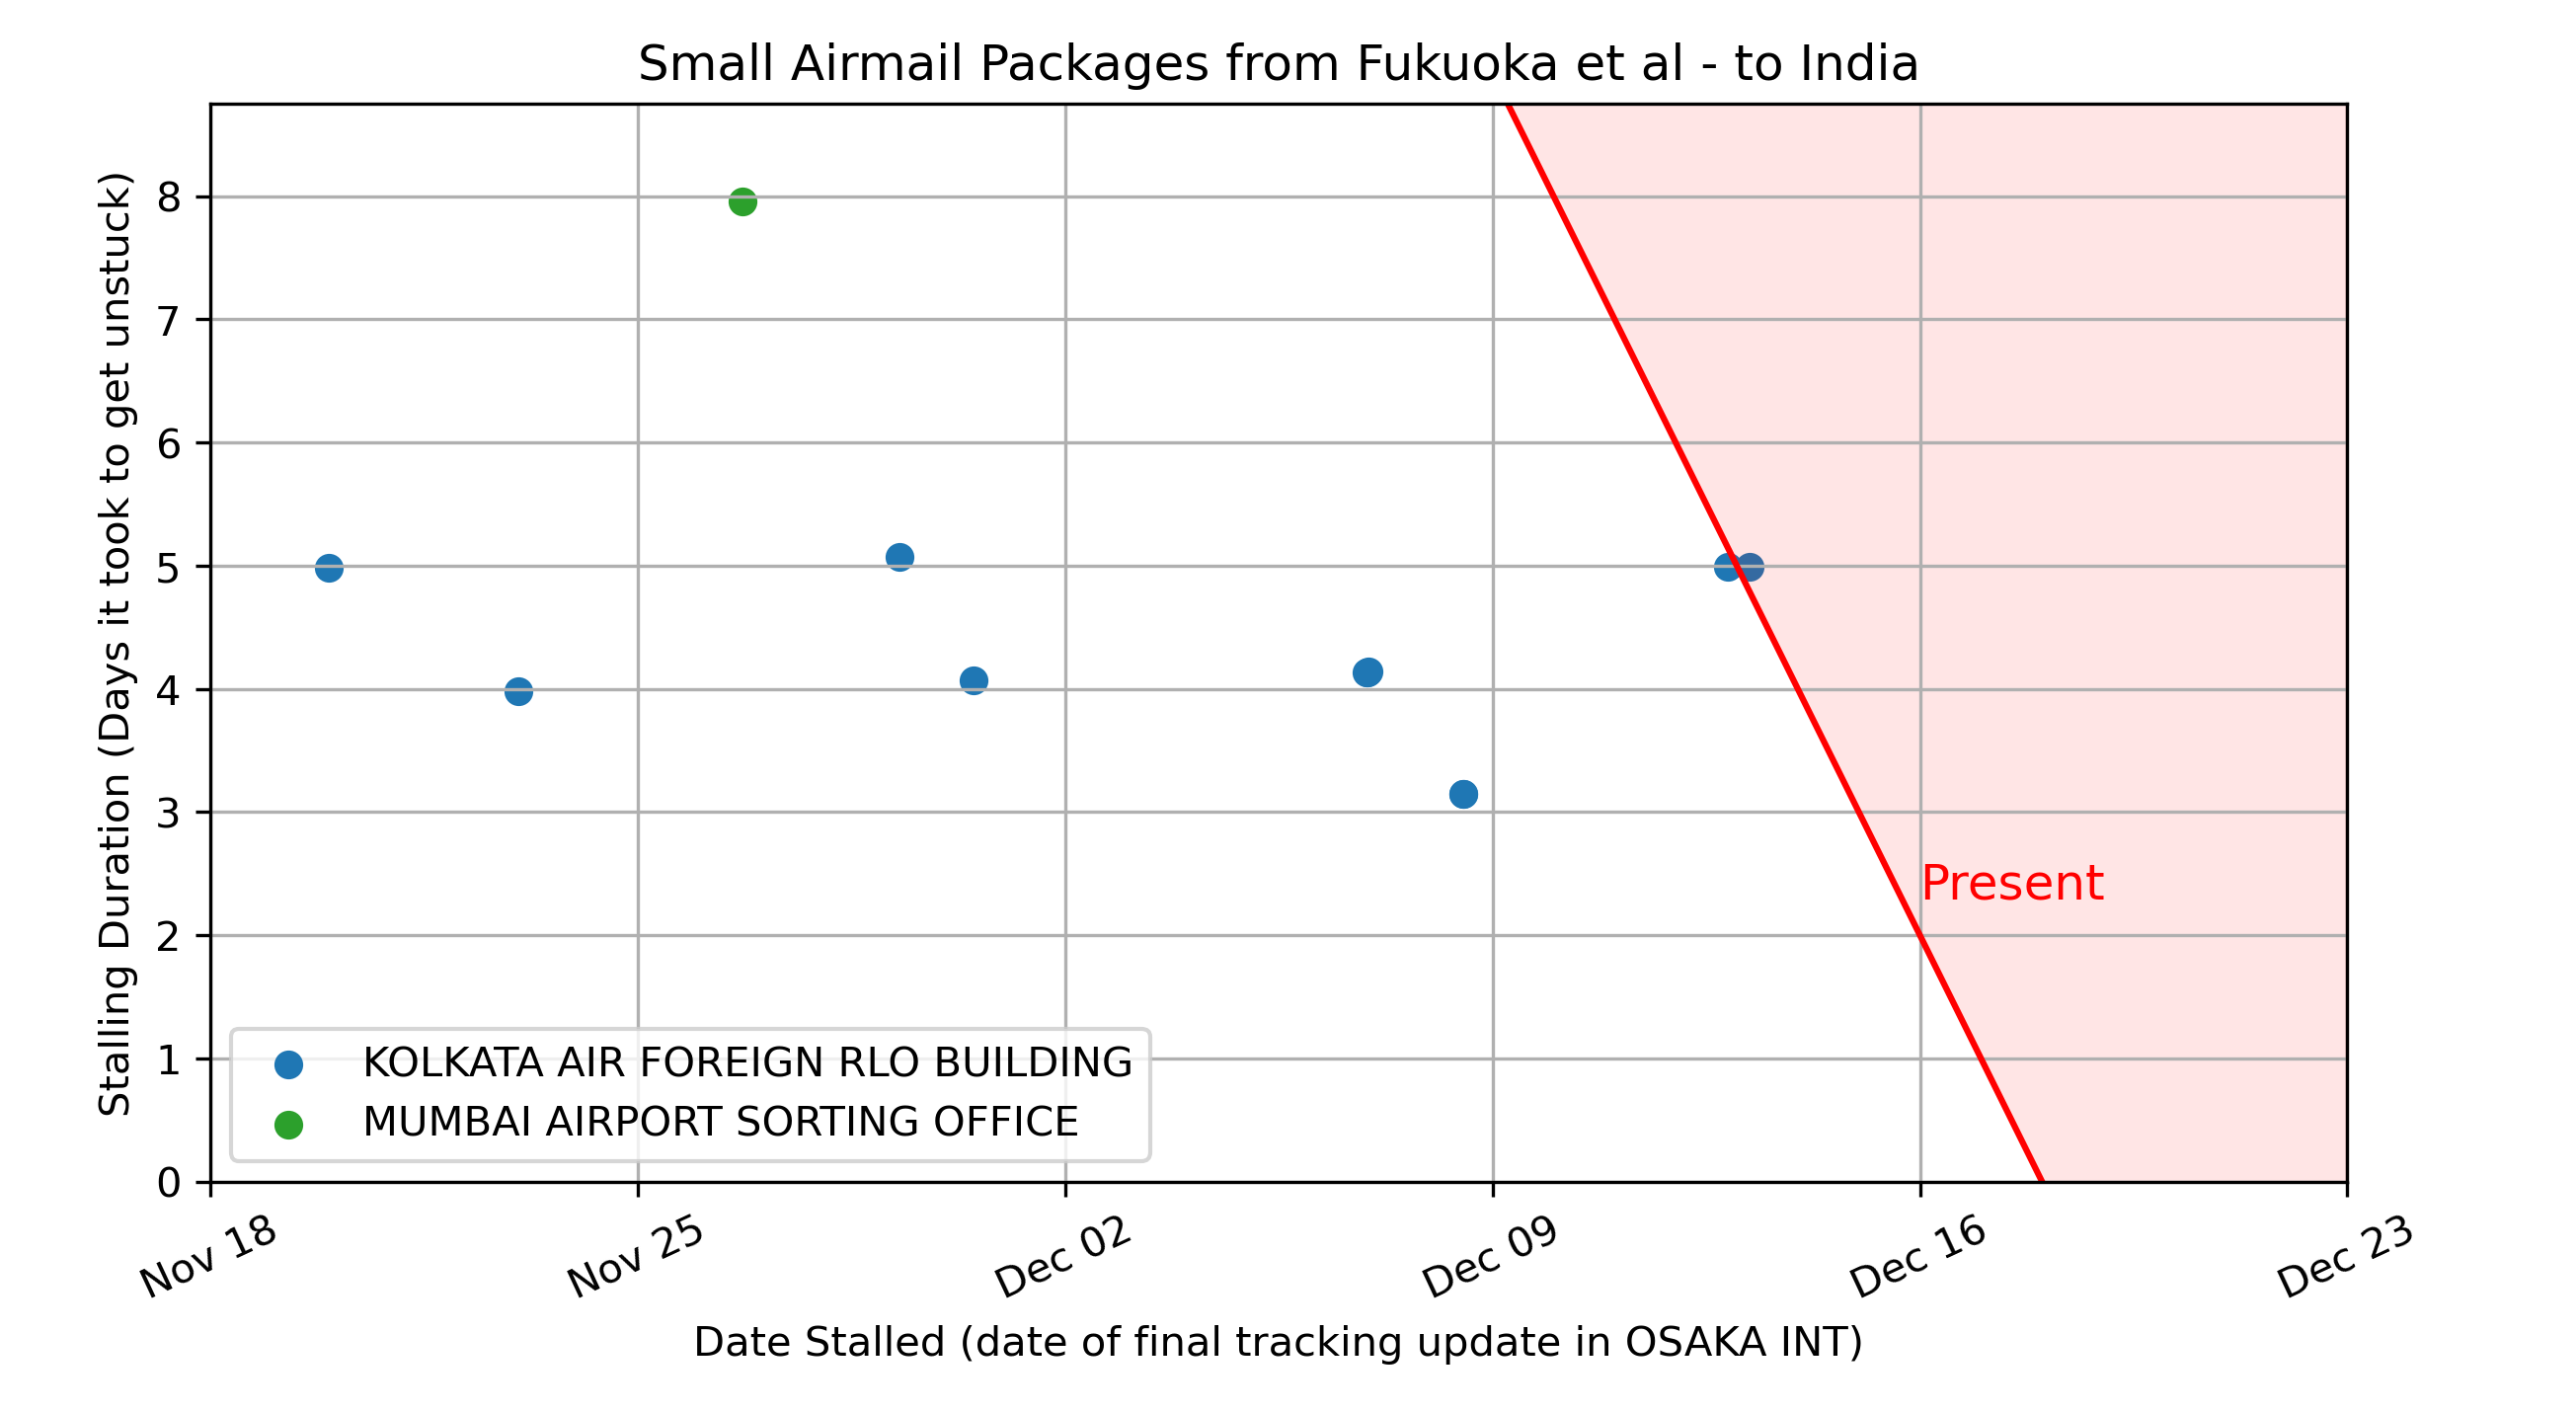 Small Airmail Packages from Fukuoka et al - to India
Stalling Duration (Days it took to get unstuck)
8
7
6
5
4
3
2
1
0
Present
KOLKATA AIR FOREIGN RLO BUILDING
MUMBAI AIRPORT SORTING OFFICE
Nov 18
Nov 25
Dec 02
Dec 09
Dec 16
Dec 23
Date Stalled (date of final tracking update in OSAKA INT)